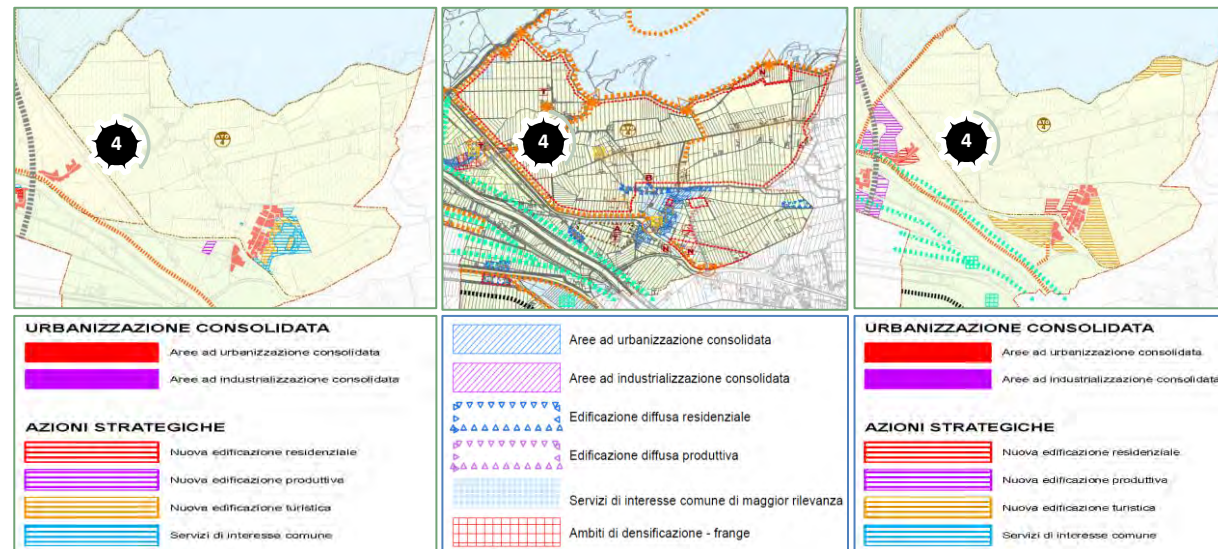 4
ATO
4
4
4
ATO
4
URBANIZZAZIONE CONSOLIDATA
Aree ad urbanizzazione consolidata
Aree ad industrializzazione consolidata
AZIONI STRATEGICHE
Nuova edificazione residenziale
Nuova edificazione produttiva
Nuova edificazione turistica
Servizi di interesse comune
Aree ad urbanizzazione consolidata
Aree ad industrializzazione consolidata
Edificazione diffusa residenziale
Edificazione diffusa produttiva
Servizi di interesse comune di maggior rilevanza
Ambiti di densificazione - frange
URBANIZZAZIONE CONSOLIDATA
Aree ad urbanizzazione consolidata
Aree ad industrializzazione consolidata
AZIONI STRATEGICHE
Nuova edificazione residenziale
Nuova edificazione produttiva
Nuova edificazione turistica
Servizi di interesse comune